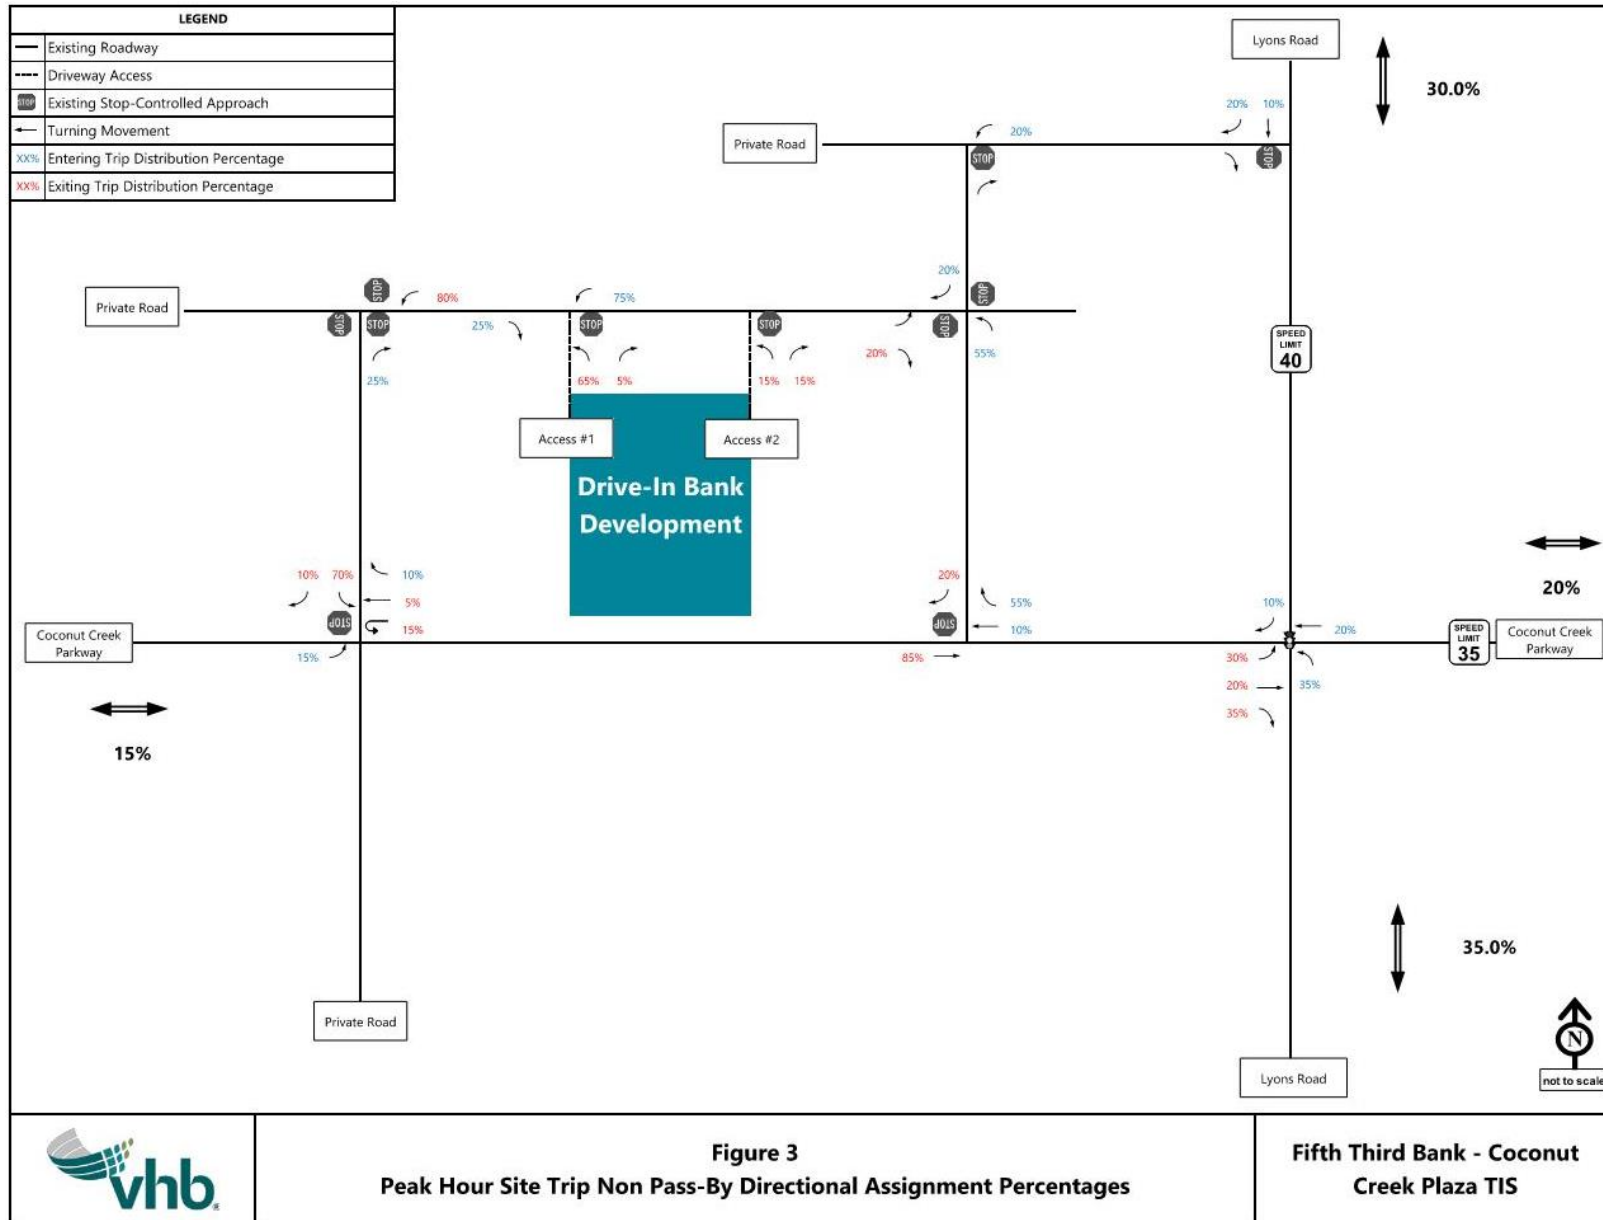 LEGEND
Existing Roadway
Driveway Access
STOP Existing Stop-Controlled Approach
Turning Movement
XX% Entering Trip Distribution Percentage
XX% Exiting Trip Distribution Percentage
Lyons Road
30.0%
20% 10%
20%
Private Road
STOP
STOP
20%
STOP
80%
75%
STOP
Private Road
25%
STOP
STOP
STOP
STOP
STOP
SPEED
LIMIT
40
20%
55%
25%
65% 5%
15% 15%
Access #1
Access #2
Drive-In Bank
Development
10% 70%
10%
20%
5%
55%
10%
20%
STOP
15%
STOP
10%
20%
SPEED
LIMIT
35
Coconut Creek
Parkway
Coconut Creek
Parkway
15%
85%
30%
20%
35%
35%
15%
35.0%
Private Road
N
Lyons Road
not to scale
vhb
Figure 3
Peak Hour Site Trip Non Pass-By Directional Assignment Percentages
Fifth Third Bank - Coconut
Creek Plaza TIS